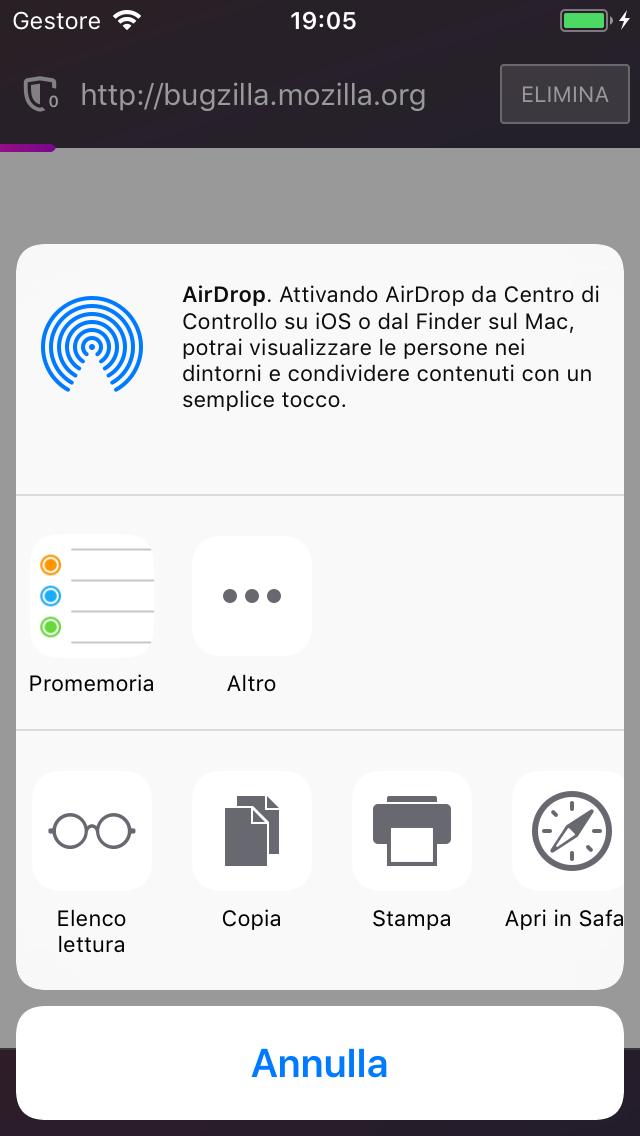 Gestore 19:05
0 http://bugzilla.mozilla.org ELIMINA
AirDrop. Attivando AirDrop da Centro di
Controllo su iOS o dal Finder sul Mac,
potrai visualizzare le persone nei
dintorni e condividere contenuti con un
semplice tocco.
Promemoria Altro
Elenco lettura
Copia
Stampa
Apri in Safa
Annulla